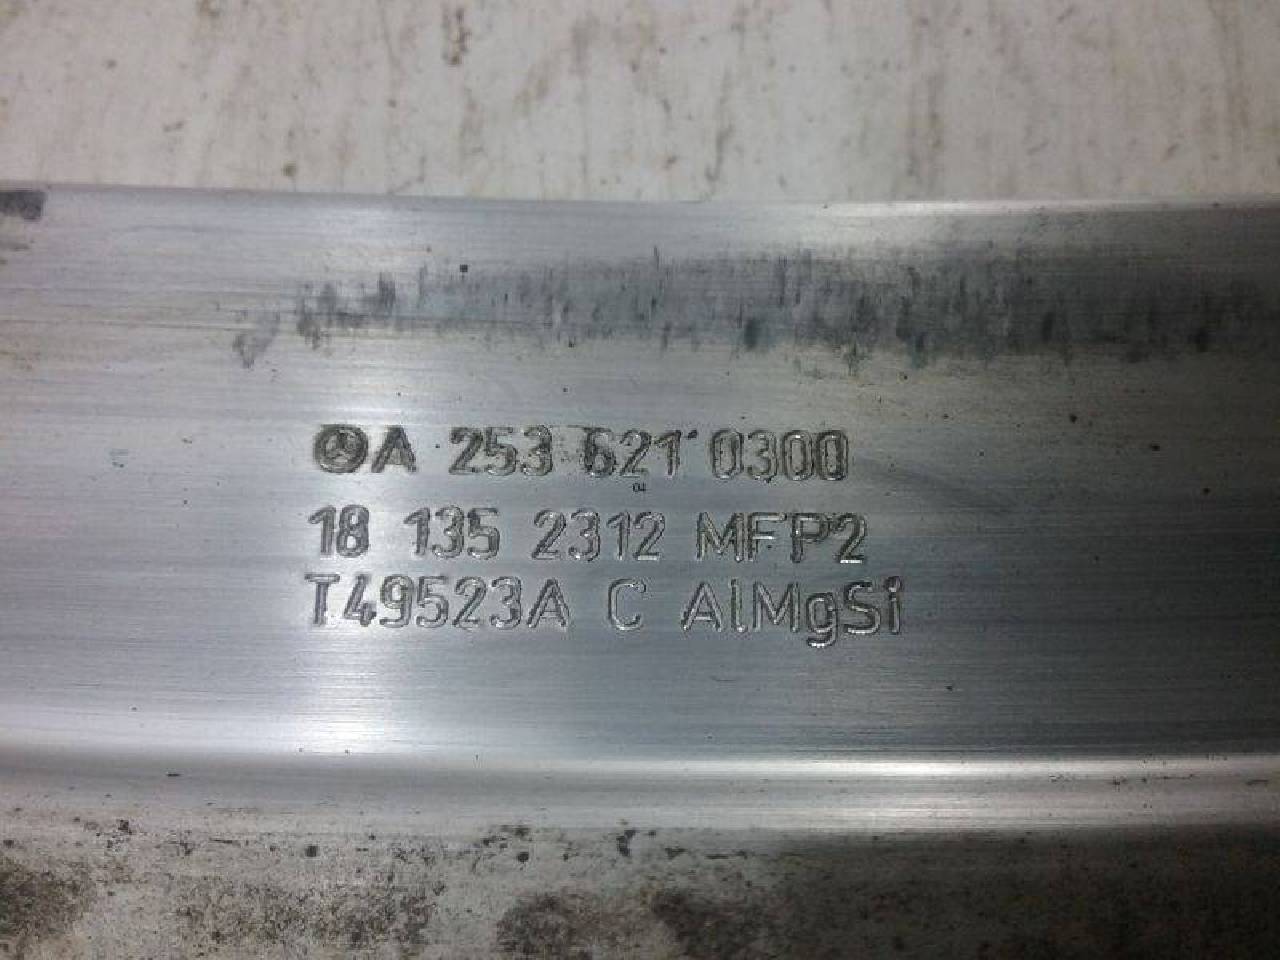 A 253 621 0300
18 135 2312 MFP2
T49523A C AlMgSi